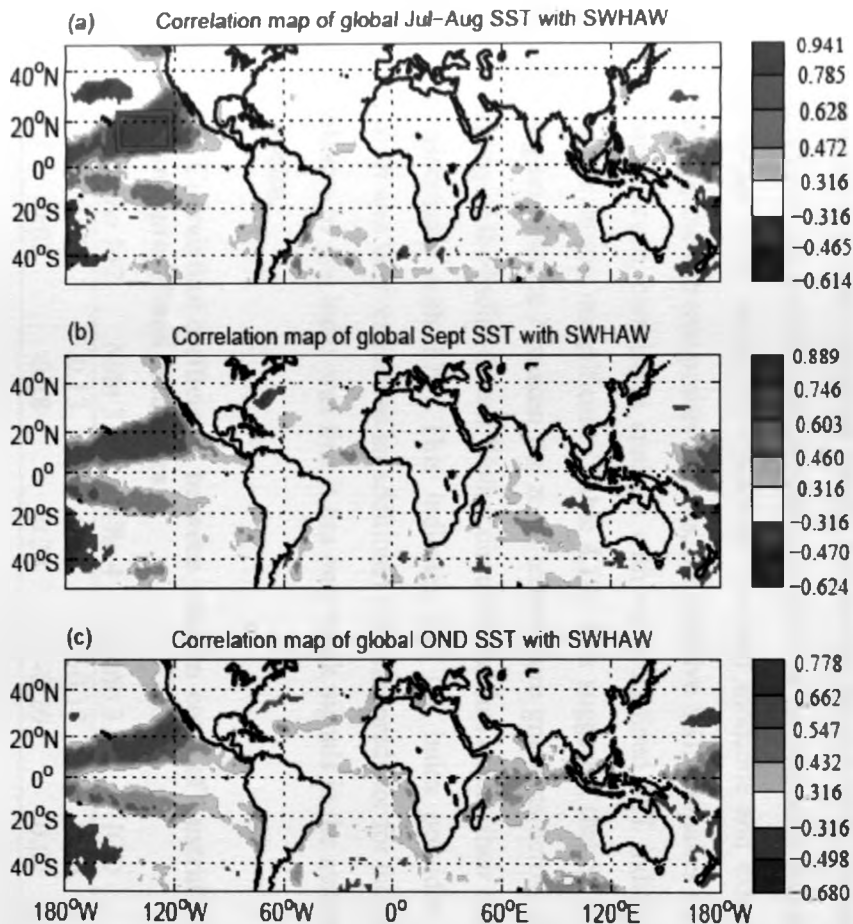 (a) Correlation map of global Jul-Aug SST with SWHAW
40°N
20°N
0°
20°S
40°S
0.941
0.785
0.628
0.472
0.316
−0.316
−0.465
−0.614
(b) Correlation map of global Sept SST with SWHAW
40°N
20°N
0°
20°S
40°S
0.889
0.746
0.603
0.460
0.316
−0.316
−0.470
−0.624
(c) Correlation map of global OND SST with SWHAW
40°N
20°N
0°
20°S
40°S
0.778
0.662
0.547
0.432
0.316
−0.316
−0.498
−0.680
180°W 120°W 60°W 0° 60°E 120°E 180°W